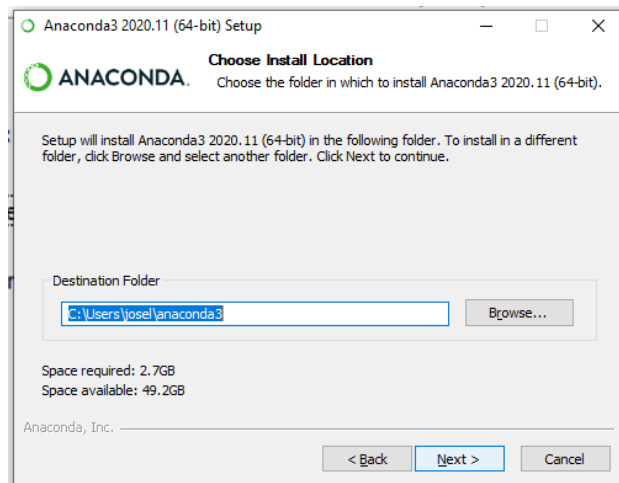 Anaconda3 2020.11 (64-bit) Setup
Choose Install Location
ANACONDA.
Choose the folder in which to install Anaconda3 2020.11 (64-bit).
Setup will install Anaconda3 2020.11 (64-bit) in the following folder. To install in a different
folder, click Browse and select another folder. Click Next to continue.
Destination Folder
C:\Users\josel\anaconda3
Browse...
Space required: 2.7GB
Space available: 49.2GB
Anaconda, Inc.
< Back
Next >
Cancel